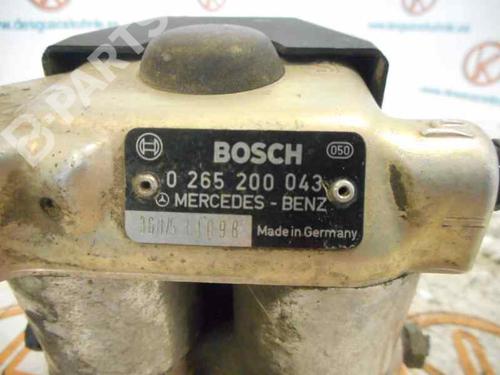 BOSCH
050
0 265 200 043
MERCEDES - BENZ
Made in Germany
B-PARTS